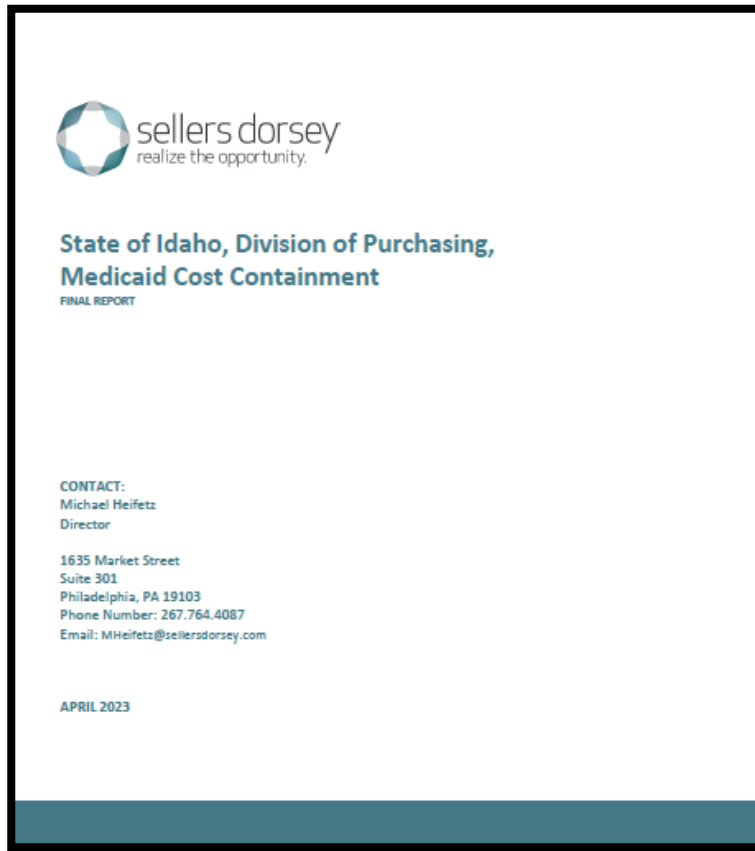 sellers dorsey
realize the opportunity.
State of Idaho, Division of Purchasing,
Medicaid Cost Containment
FINAL REPORT
CONTACT:
Michael Heifetz
Director
1635 Market Street
Suite 301
Philadelphia, PA 19103
Phone Number: 267.764.4087
Email: MHeifetz@sellersdorsey.com
APRIL 2023